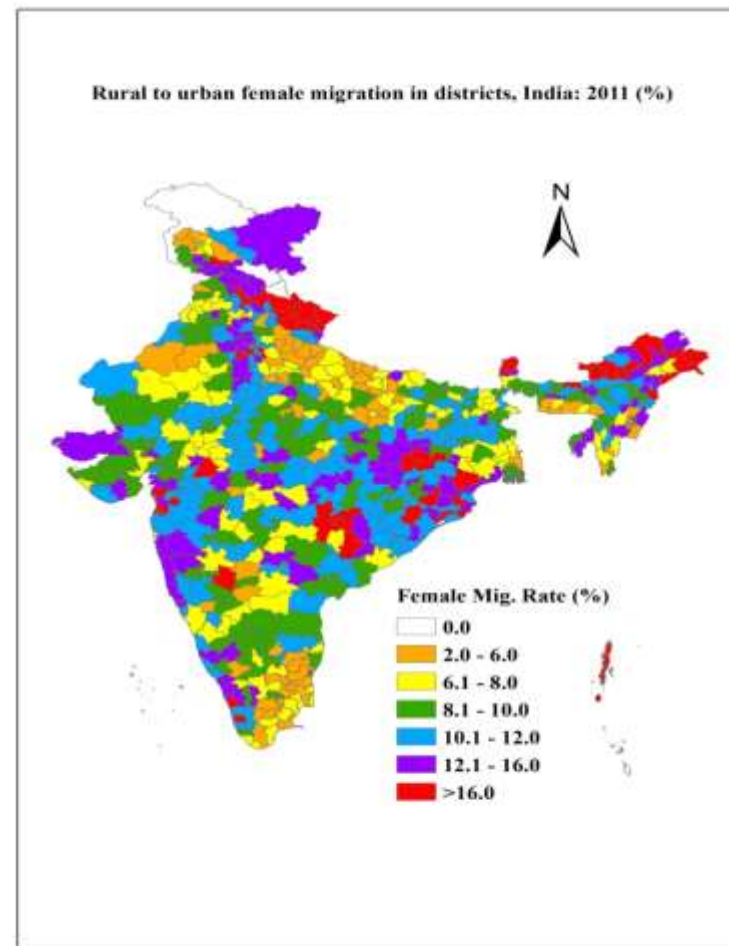 Rural to urban female migration in districts, India: 2011 (%)
N
Female Mig. Rate (%)
0.0
2.0 - 6.0
6.1 - 8.0
8.1 - 10.0
10.1 - 12.0
12.1 - 16.0
>16.0